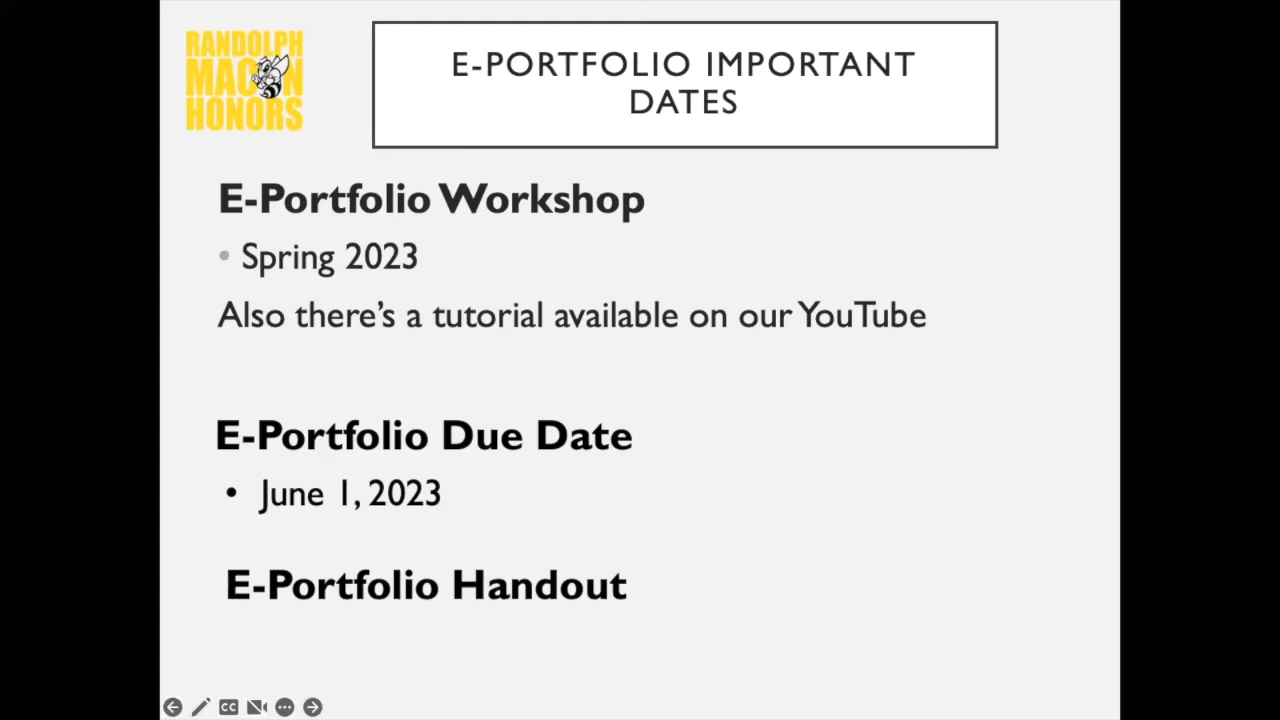 RANDOLPH
MACON
HONORS
E-PORTFOLIO IMPORTANT
DATES
E-Portfolio Workshop
• Spring 2023
Also there’s a tutorial available on our YouTube
E-Portfolio Due Date
• June 1, 2023
E-Portfolio Handout
CC